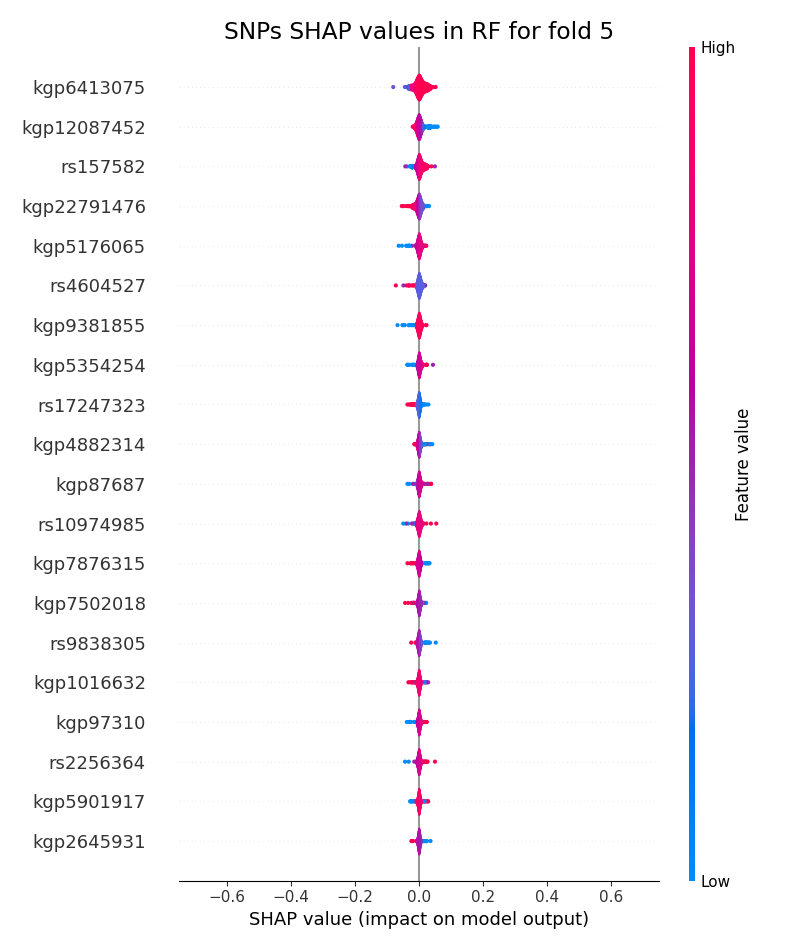 SNPs SHAP values in RF for fold 5
High
kgp6413075
kgp12087452
rs157582
kgp22791476
kgp5176065
rs4604527
kgp9381855
kgp5354254
rs17247323
kgp4882314
kgp87687
rs10974985
kgp7876315
kgp7502018
rs9838305
kgp1016632
kgp97310
rs2256364
kgp5901917
kgp2645931
Feature value
Low
−0.6 −0.4 −0.2 0.0 0.2 0.4 0.6
SHAP value (impact on model output)